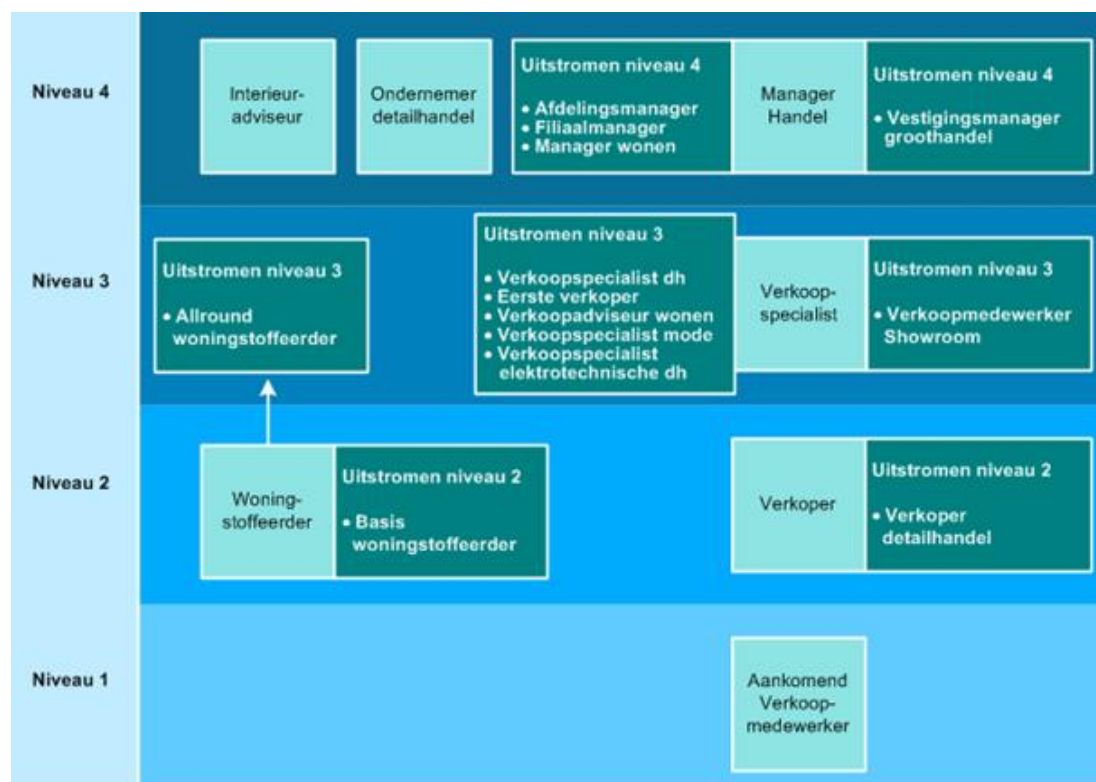 Niveau 4
Interieur-
adviseur
Ondernemer
detailhandel
Uitstromen niveau 4
• Afdelingsmanager
• Filiaalmanager
• Manager wonen
Manager
Handel
Uitstromen niveau 4
• Vestigingsmanager
groothandel
Niveau 3
Uitstromen niveau 3
• Allround
woningstoffeerder
Uitstromen niveau 3
• Verkoopspecialist dh
• Eerste verkoper
• Verkoopadviseur wonen
• Verkoopspecialist mode
• Verkoopspecialist
elektrotechnische dh
Verkoop-
specialist
Uitstromen niveau 3
• Verkoopmedewerker
Showroom
Niveau 2
Woning-
stoffeerder
Uitstromen niveau 2
• Basis
woningstoffeerder
Verkoper
Uitstromen niveau 2
• Verkoper
detailhandel
Niveau 1
Aankomend
Verkoop-
medewerker